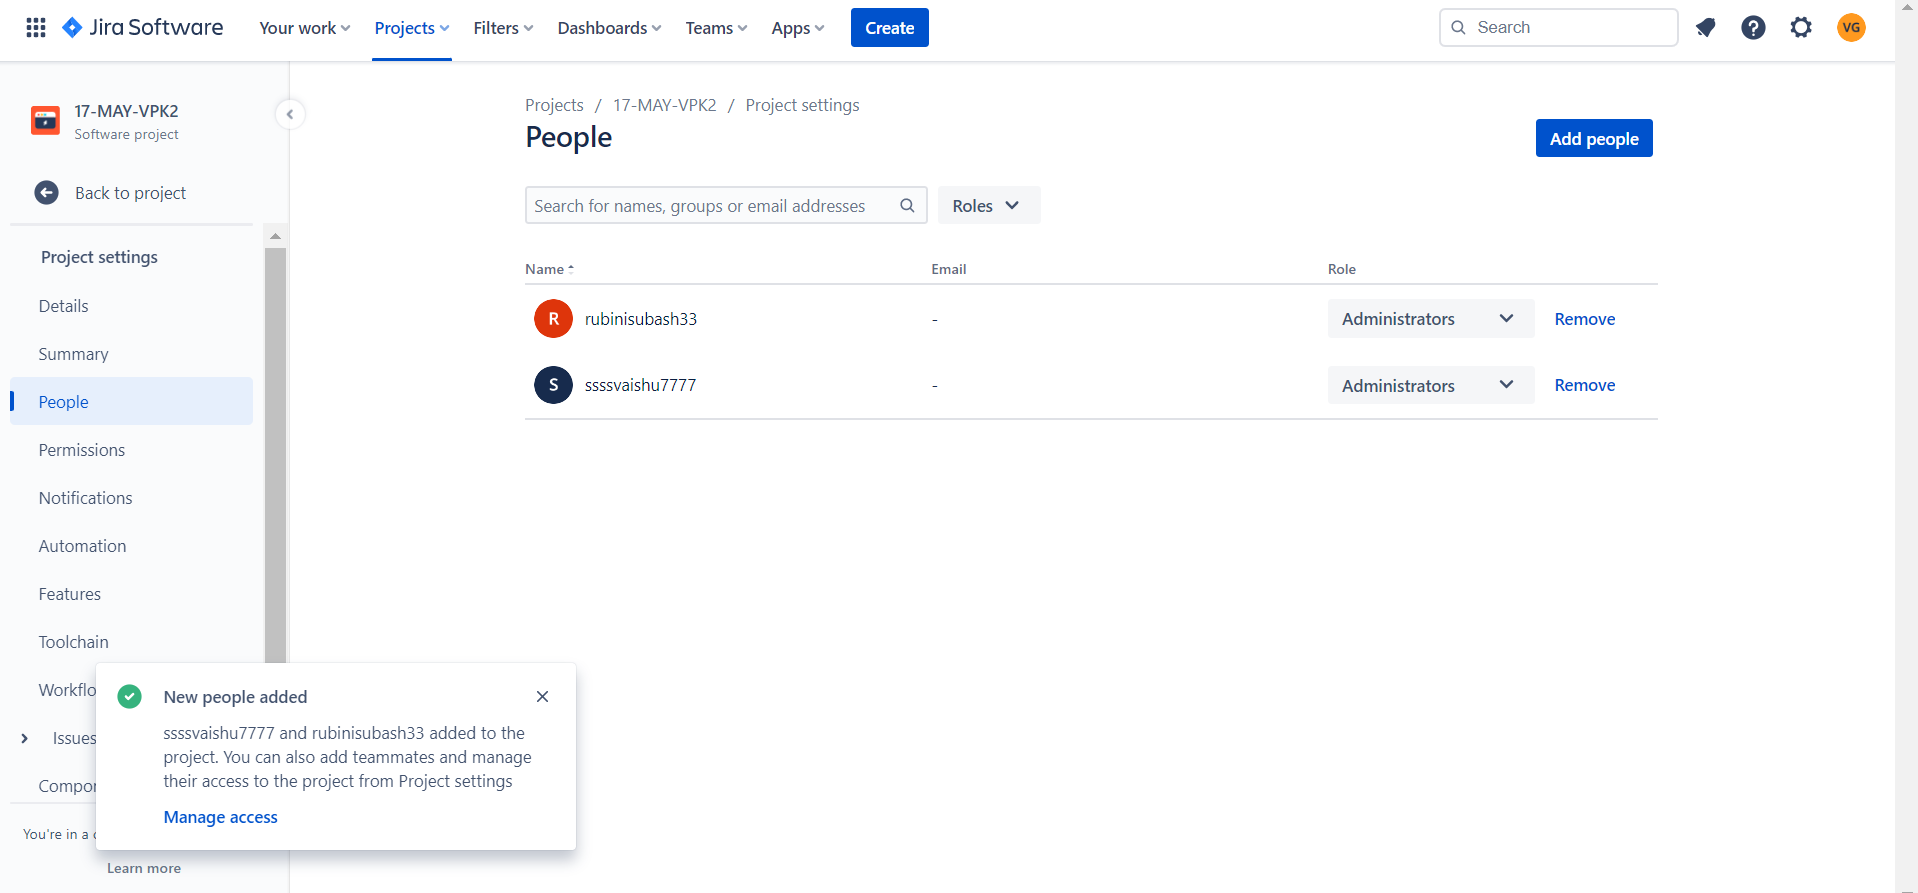 Jira Software
Your work
Projects
Filters
Dashboards
Teams
Apps
Create
Search
VG
17-MAY-VPK2
Software project
Back to project
Project settings
Details
Summary
People
Permissions
Notifications
Automation
Features
Toolchain
Workflo
Issues
Compor
You're in a
Learn more
Projects / 17-MAY-VPK2 / Project settings
People
Add people
Search for names, groups or email addresses
Roles
Name Email Role
R rubinisubash33 - Administrators Remove
S ssssvaishu7777 - Administrators Remove
New people added
ssssvaishu7777 and rubinisubash33 added to the
project. You can also add teammates and manage
their access to the project from Project settings
Manage access